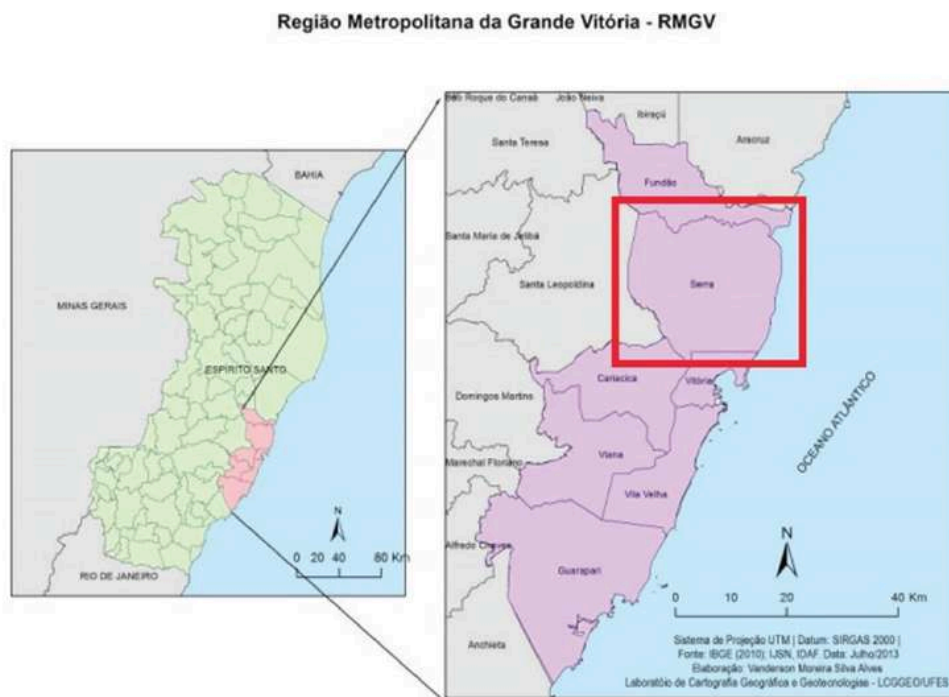 Região Metropolitana da Grande Vitória - RMGV
BAHIA
MINAS GERAIS
ESPÍRITO SANTO
RIO DE JANEIRO
N
0 20 40 80 Km
Roque do Canaã
João Neiva
Ibiraçú
Aracruz
Santa Teresa
Fundão
Santa Maria de Jetibá
Santa Leopoldina
Serra
Cariacica
Vitória
Domingos Martins
OCEANO ATLÂNTICO
Viana
Marechal Floriano
Vila Velha
Alfredo Chaves
Guarapari
N
0 10 20 40 Km
Anchieta
Sistema de Projeção UTM | Datum: SIRGAS 2000 |
Fonte: IBGE (2010); IJSN, IDAF. Data: Julho/2013
Elaboração: Vanderson Moreira Silva Alves
Laboratório de Cartografia Geográfica e Geotecnologias - LCGGEO/UFES